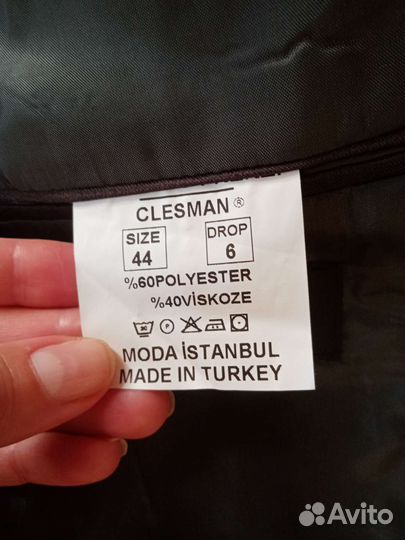 CLESMAN ®
SIZE 44
DROP 6
%60POLYESTER
%40VİSKOZE
P
MODA İSTANBUL
MADE IN TURKEY
Avito